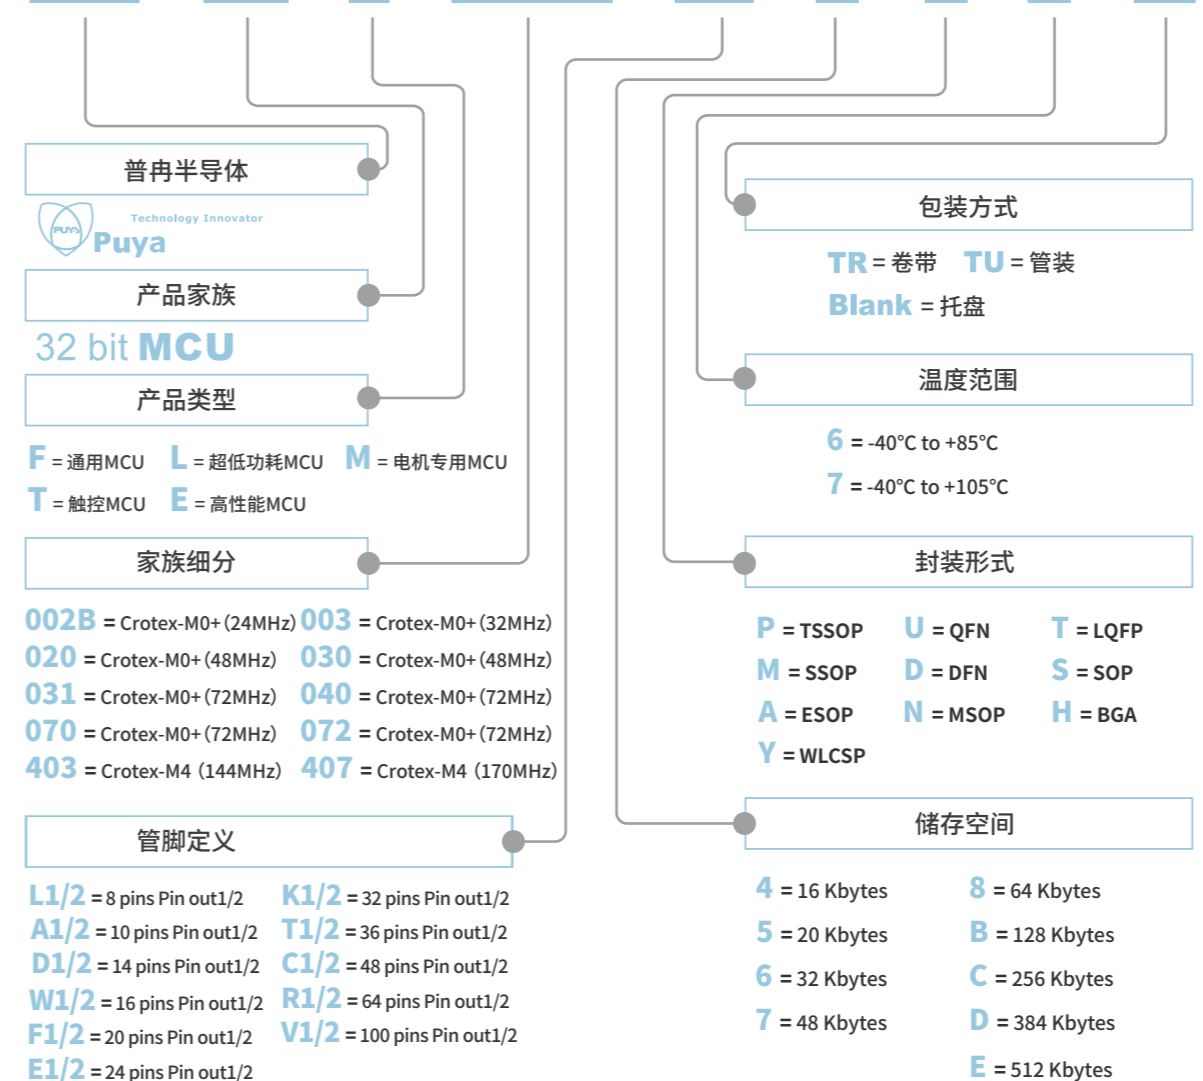 普冉半导体
Technology Innovator
PUYA
Puya
产品家族
32 bit MCU
产品类型
F = 通用MCU L = 超低功耗MCU M = 电机专用MCU
T = 触控MCU E = 高性能MCU
家族细分
002B = Crotex-M0+(24MHz) 003 = Crotex-M0+(32MHz)
020 = Crotex-M0+(48MHz) 030 = Crotex-M0+(48MHz)
031 = Crotex-M0+(72MHz) 040 = Crotex-M0+(72MHz)
070 = Crotex-M0+(72MHz) 072 = Crotex-M0+(72MHz)
403 = Crotex-M4 (144MHz) 407 = Crotex-M4 (170MHz)
管脚定义
L1/2 = 8 pins Pin out1/2 K1/2 = 32 pins Pin out1/2
A1/2 = 10 pins Pin out1/2 T1/2 = 36 pins Pin out1/2
D1/2 = 14 pins Pin out1/2 C1/2 = 48 pins Pin out1/2
W1/2 = 16 pins Pin out1/2 R1/2 = 64 pins Pin out1/2
F1/2 = 20 pins Pin out1/2 V1/2 = 100 pins Pin out1/2
E1/2 = 24 pins Pin out1/2
包装方式
TR = 卷带 TU = 管装
Blank = 托盘
温度范围
6 = -40℃ to +85℃
7 = -40℃ to +105℃
封装形式
P = TSSOP U = QFN T = LQFP
M = SSOP D = DFN S = SOP
A = ESOP N = MSOP H = BGA
Y = WLCSP
储存空间
4 = 16 Kbytes 8 = 64 Kbytes
5 = 20 Kbytes B = 128 Kbytes
6 = 32 Kbytes C = 256 Kbytes
7 = 48 Kbytes D = 384 Kbytes
E = 512 Kbytes